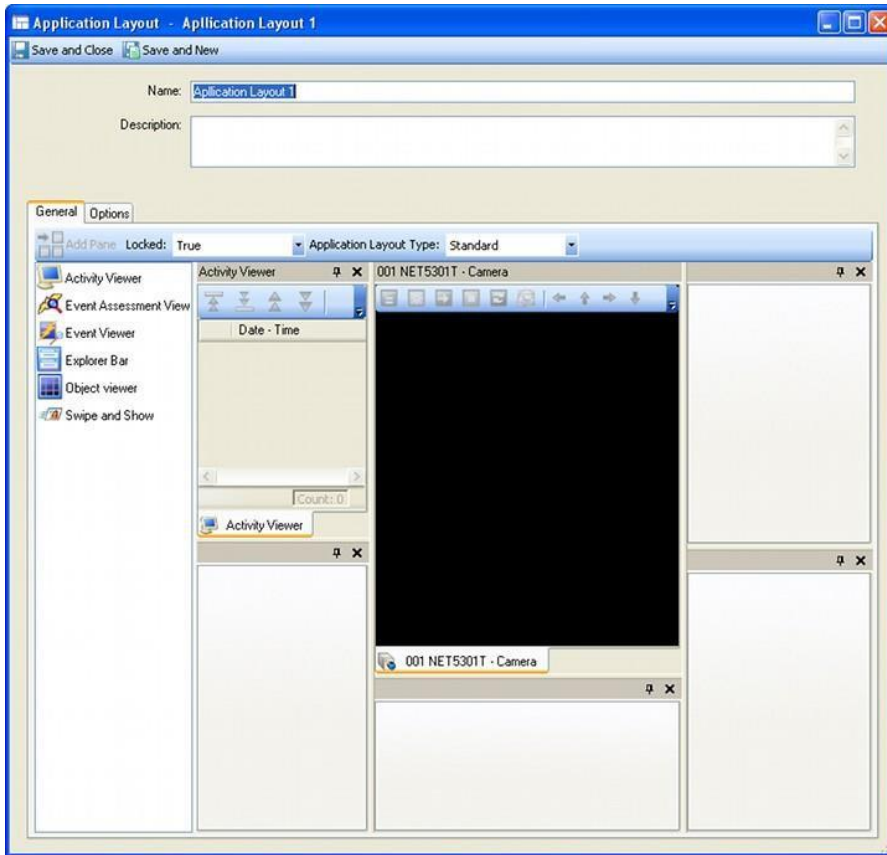 Application Layout - Apllication Layout 1
Save and Close Save and New
Name: Apllication Layout 1
Description:
General Options
Add Pane Locked: True Application Layout Type: Standard
Activity Viewer
Event Assessment View
Event Viewer
Explorer Bar
Object viewer
Swipe and Show
Activity Viewer
Date - Time
Count: 0
Activity Viewer
001 NET5301T - Camera
001 NET5301T - Camera